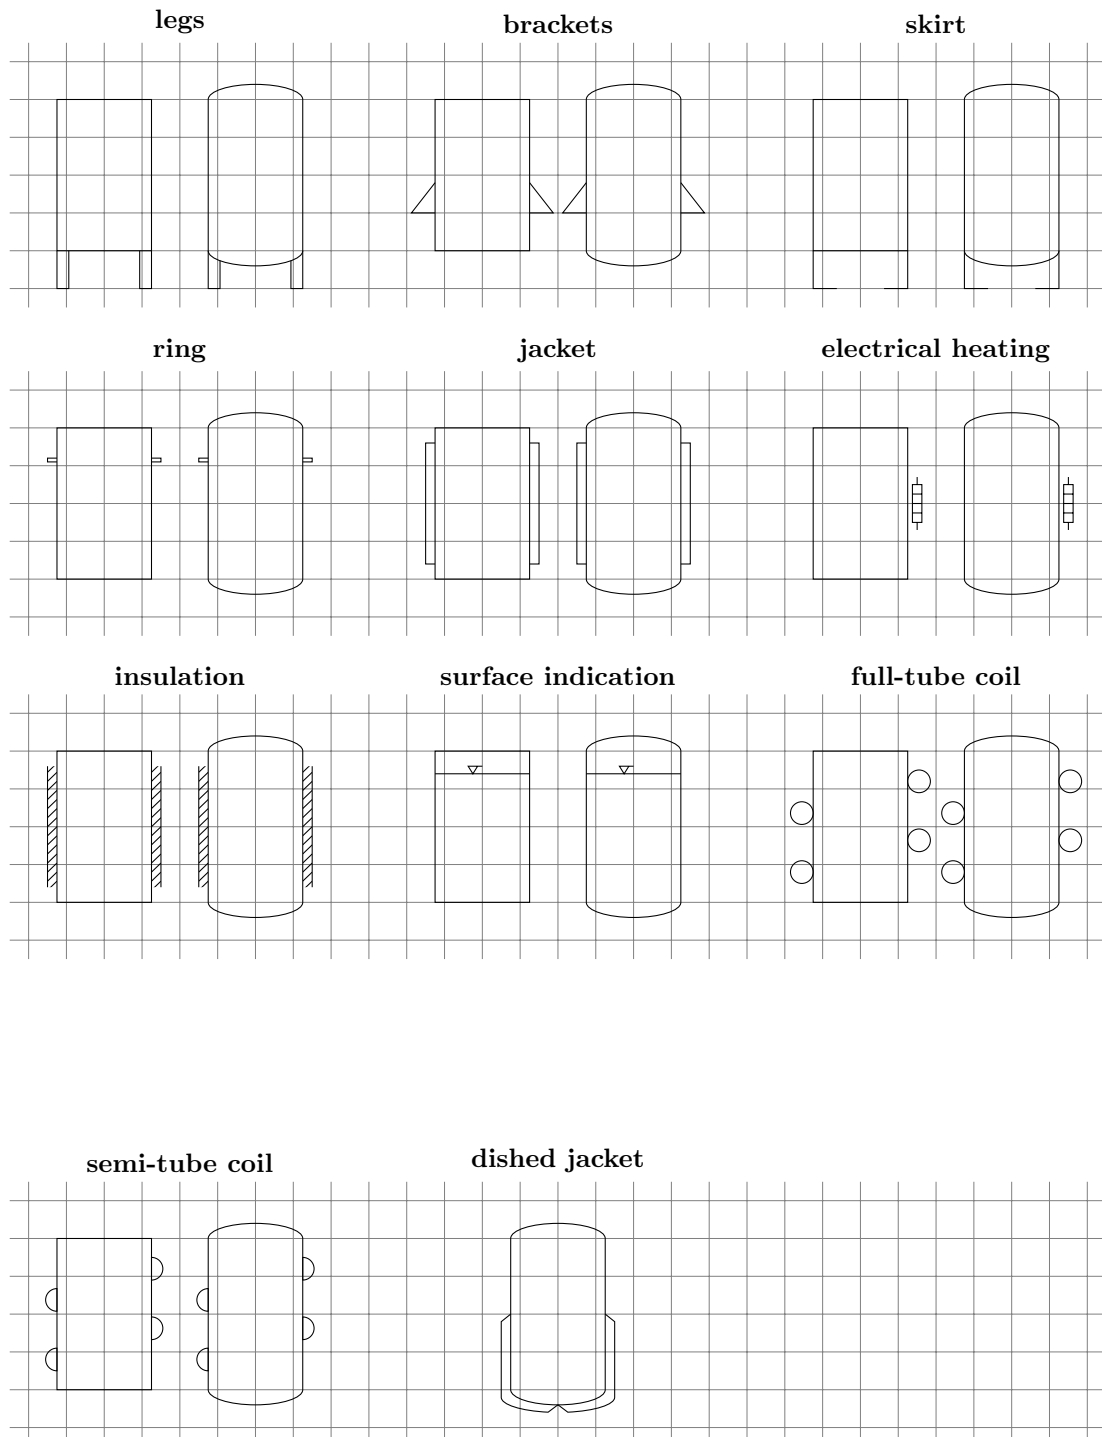 legs
brackets
skirt
ring
jacket
electrical heating
insulation
surface indication
full-tube coil
semi-tube coil
dished jacket